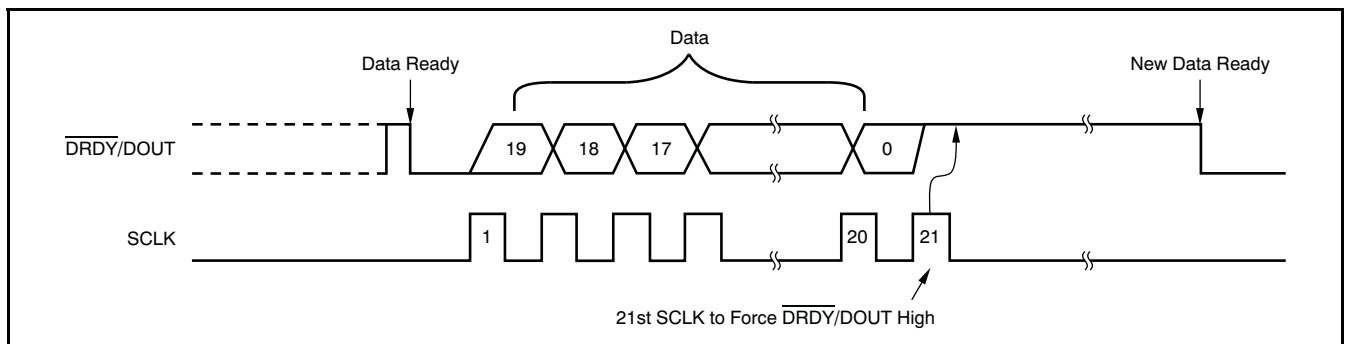 Data
Data Ready
New Data Ready
DRDY/DOUT
19
18
17
0
SCLK
1
20
21
21st SCLK to Force DRDY/DOUT High